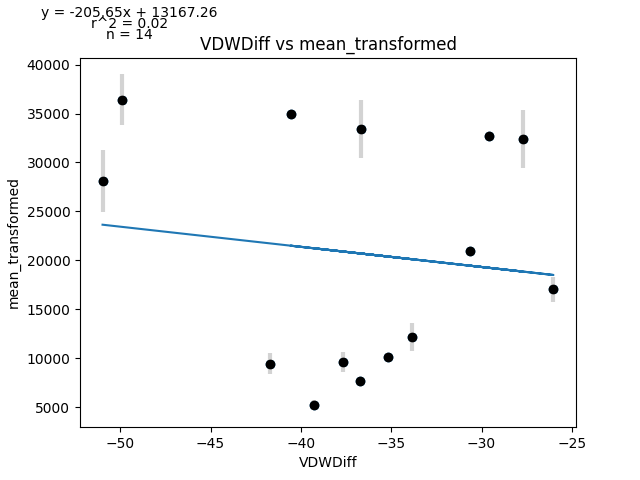 y = -205.65x + 13167.26
r^2 = 0.02
n = 14
VDWDiff vs mean_transformed
40000
35000
30000
25000
20000
15000
10000
5000
mean_transformed
−50
−45
−40
−35
−30
−25
VDWDiff